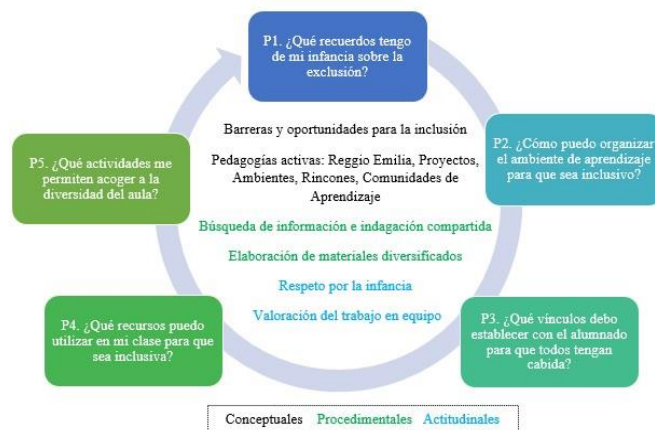 P1. ¿Qué recuerdos tengo
de mi infancia sobre la
exclusión?
P2. ¿Cómo puedo organizar
el ambiente de aprendizaje
para que sea inclusivo?
P3. ¿Qué vínculos debo
establecer con el alumnado
para que todos tengan
cabida?
P4. ¿Qué recursos puedo
utilizar en mi clase para que
sea inclusiva?
P5. ¿Qué actividades me
permiten acoger a la
diversidad del aula?
Barreras y oportunidades para la inclusión
Pedagogías activas: Reggio Emilia, Proyectos,
Ambientes, Rincones, Comunidades de
Aprendizaje
Búsqueda de información e indagación compartida
Elaboración de materiales diversificados
Respeto por la infancia
Valoración del trabajo en equipo
Conceptuales Procedimentales Actitudinales